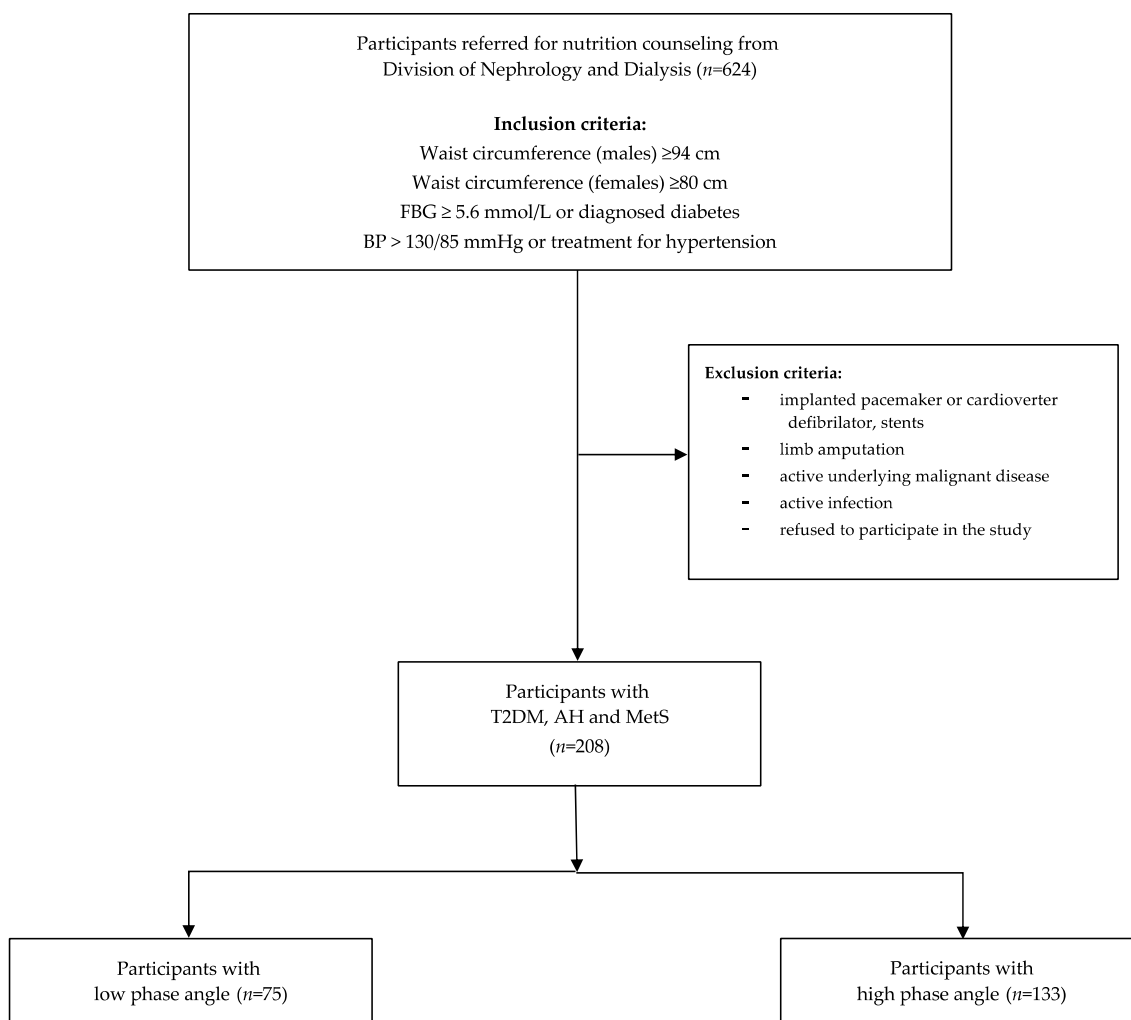 Participants referred for nutrition counseling from
Division of Nephrology and Dialysis (n=624)
Inclusion criteria:
Waist circumference (males) ≥94 cm
Waist circumference (females) ≥80 cm
FBG ≥ 5.6 mmol/L or diagnosed diabetes
BP > 130/85 mmHg or treatment for hypertension
Exclusion criteria:
- implanted pacemaker or cardioverter
defibrilator, stents
- limb amputation
- active underlying malignant disease
- active infection
- refused to participate in the study
Participants with
T2DM, AH and MetS
(n=208)
Participants with
low phase angle (n=75)
Participants with
high phase angle (n=133)